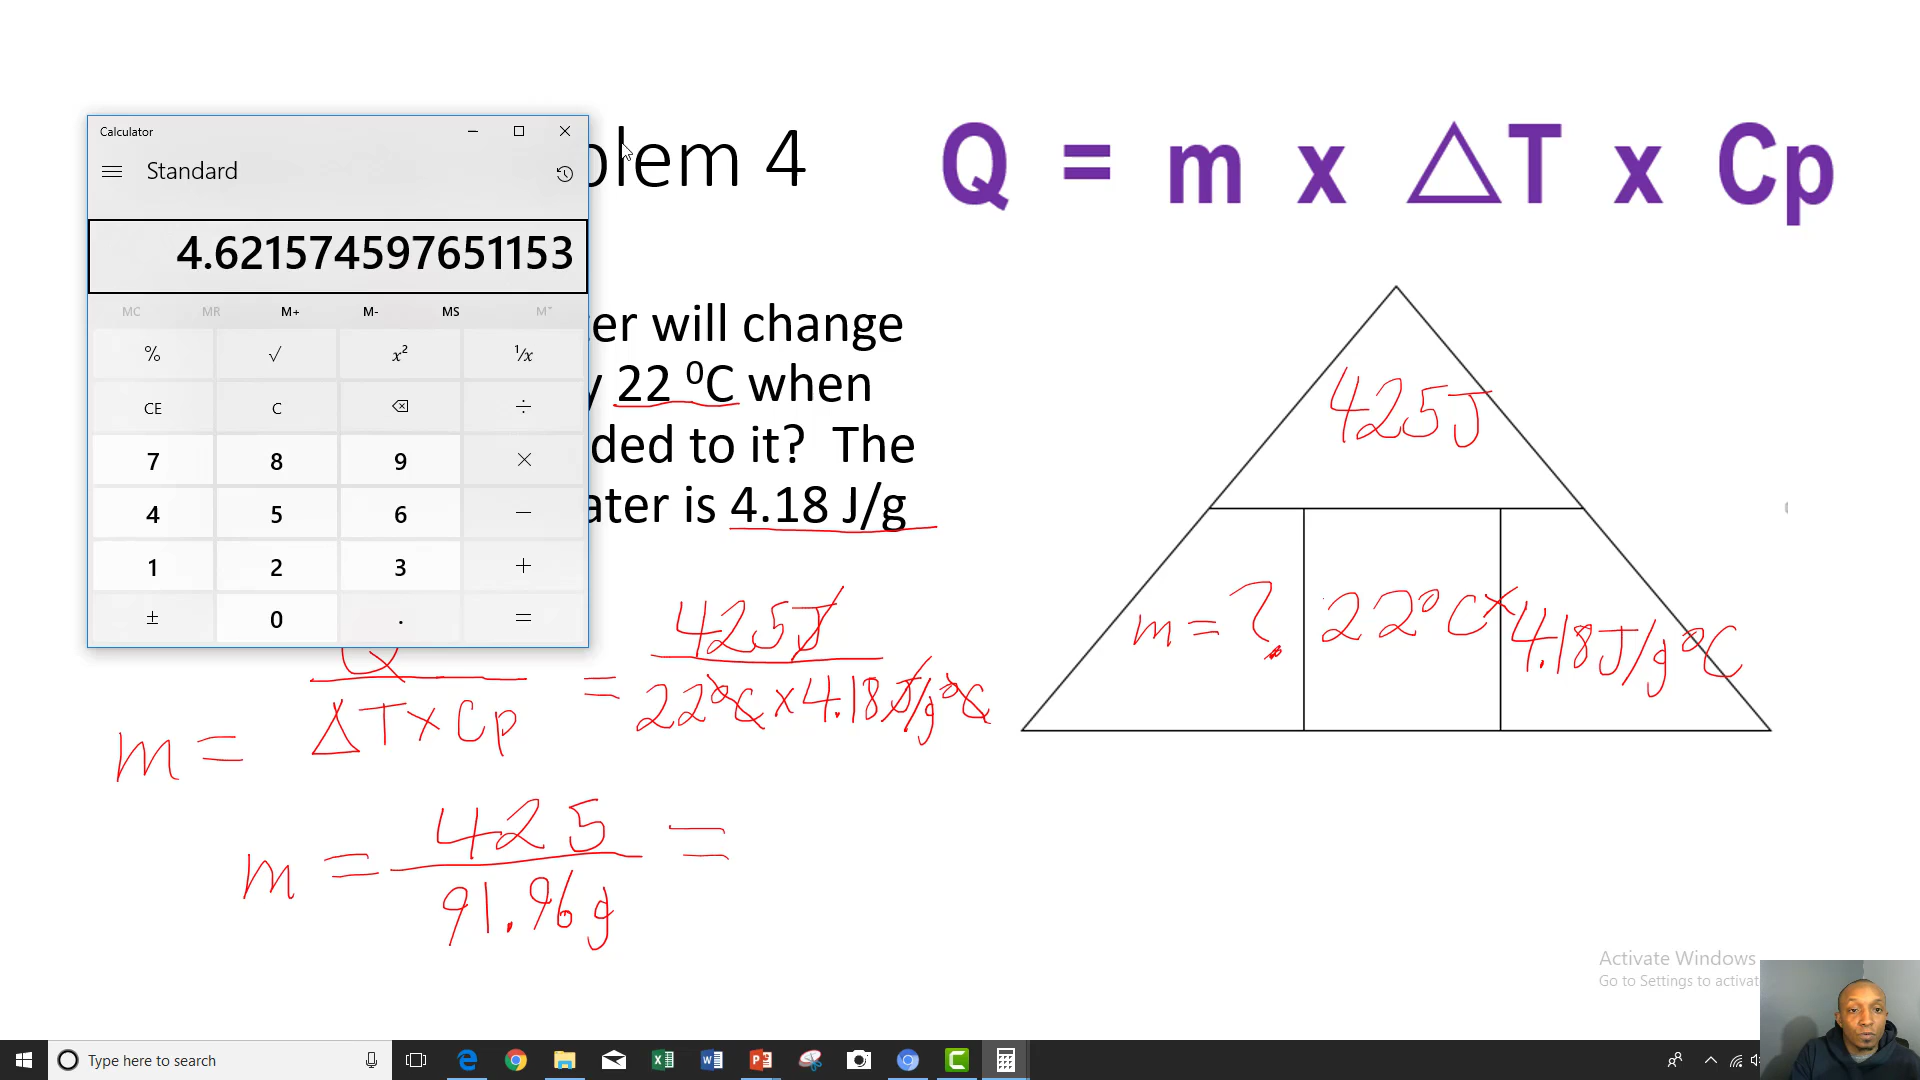 Calculator
Standard
4.621574597651153
MC MR M+ M- MS M˅
% √ x² ¹/x
CE C ÷
7 8 9 ×
4 5 6 −
1 2 3 +
± 0 . =
blem 4
Q = m x △T x Cp
er will change
22 ⁰C when
ded to it? The
ater is 4.18 J/g
425J
m = ? 22°C × 4.18J/g°C
m = Q / ΔT x Cp = 425J / 22°C x 4.18 J/g°C
m = 425 / 91.96g =
Activate Windows
Go to Settings to activat
Type here to search